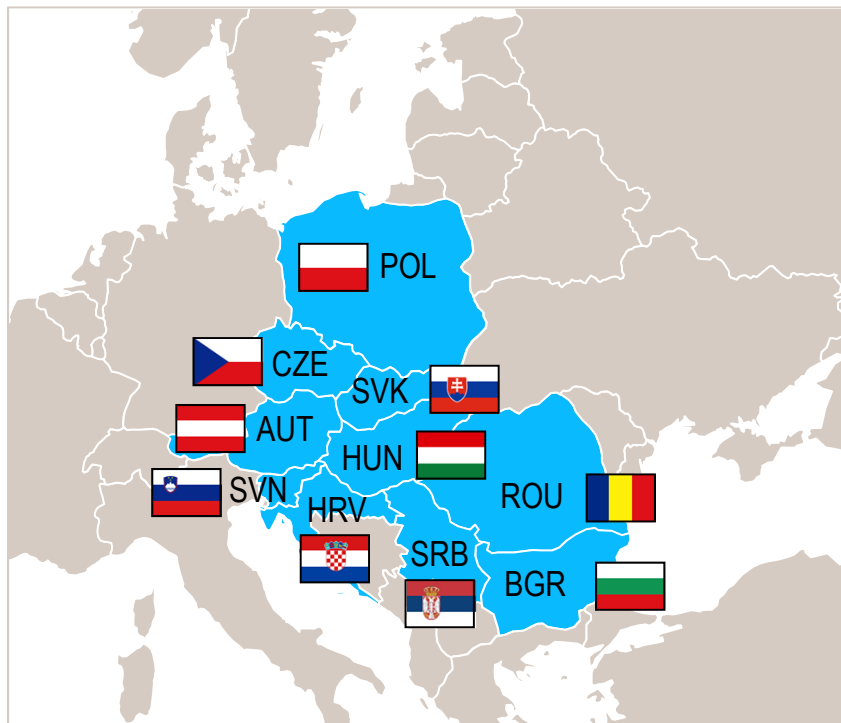 POL
CZE
SVK
AUT
HUN
SVN
ROU
HRV
SRB
BGR